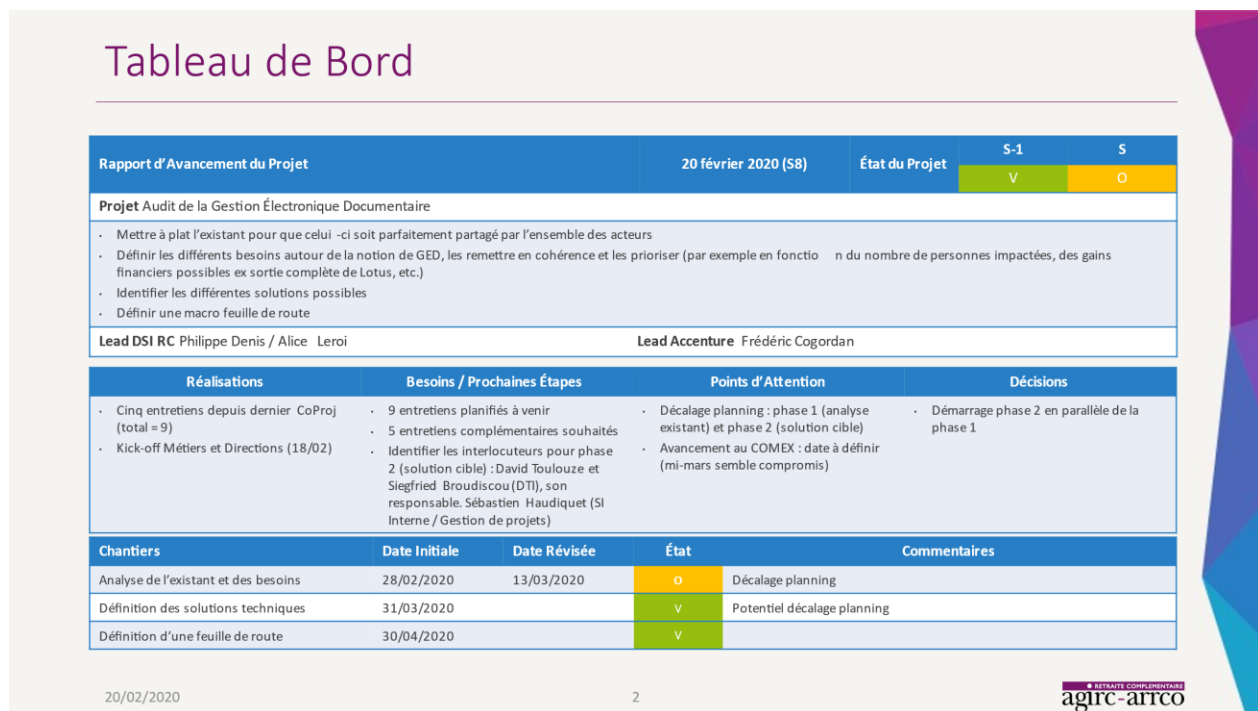 Tableau de Bord
Rapport d’Avancement du Projet
20 février 2020 (S8)
État du Projet
S-1
S
V
O
Projet Audit de la Gestion Électronique Documentaire
• Mettre à plat l’existant pour que celui -ci soit parfaitement partagé par l’ensemble des acteurs
• Définir les différents besoins autour de la notion de GED, les remettre en cohérence et les prioriser (par exemple en fonctio n du nombre de personnes impactées, des gains
financiers possibles ex sortie complète de Lotus, etc.)
• Identifier les différentes solutions possibles
• Définir une macro feuille de route
Lead DSI RC Philippe Denis / Alice Leroi
Lead Accenture Frédéric Cogordan
Réalisations
• Cinq entretiens depuis dernier CoProj
(total = 9)
• Kick-off Métiers et Directions (18/02)
Besoins / Prochaines Étapes
• 9 entretiens planifiés à venir
• 5 entretiens complémentaires souhaités
• Identifier les interlocuteurs pour phase
2 (solution cible) : David Toulouze et
Siegfried Broudiscou (DTI), son
responsable. Sébastien Haudiquet (SI
Interne / Gestion de projets)
Points d’Attention
• Décalage planning : phase 1 (analyse
existant) et phase 2 (solution cible)
• Avancement au COMEX : date à définir
(mi-mars semble compromis)
Décisions
• Démarrage phase 2 en parallèle de la
phase 1
Chantiers Date Initiale Date Révisée État Commentaires
Analyse de l’existant et des besoins 28/02/2020 13/03/2020 O Décalage planning
Définition des solutions techniques 31/03/2020 V Potentiel décalage planning
Définition d’une feuille de route 30/04/2020 V
20/02/2020
2
RETRAITE COMPLEMENTAIRE
agirc-arrco